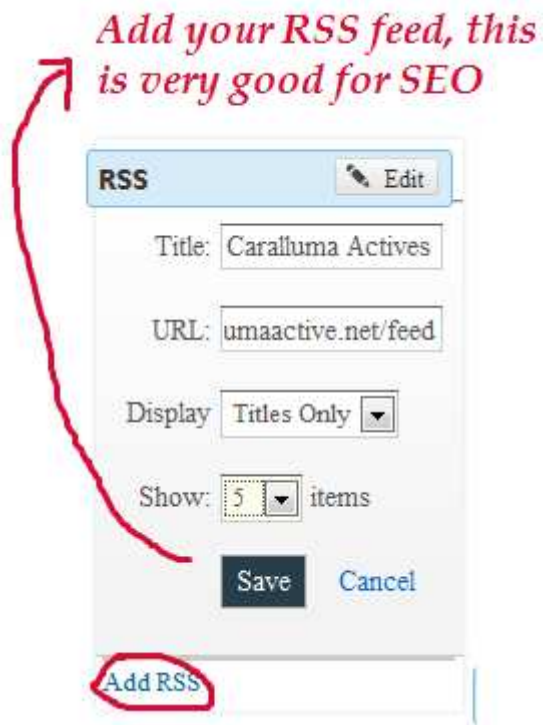 Add your RSS feed, this
is very good for SEO
RSS
Edit
Title: Caralluma Actives
URL: umaactive.net/feed
Display Titles Only
Show: 5 items
Save Cancel
Add RSS